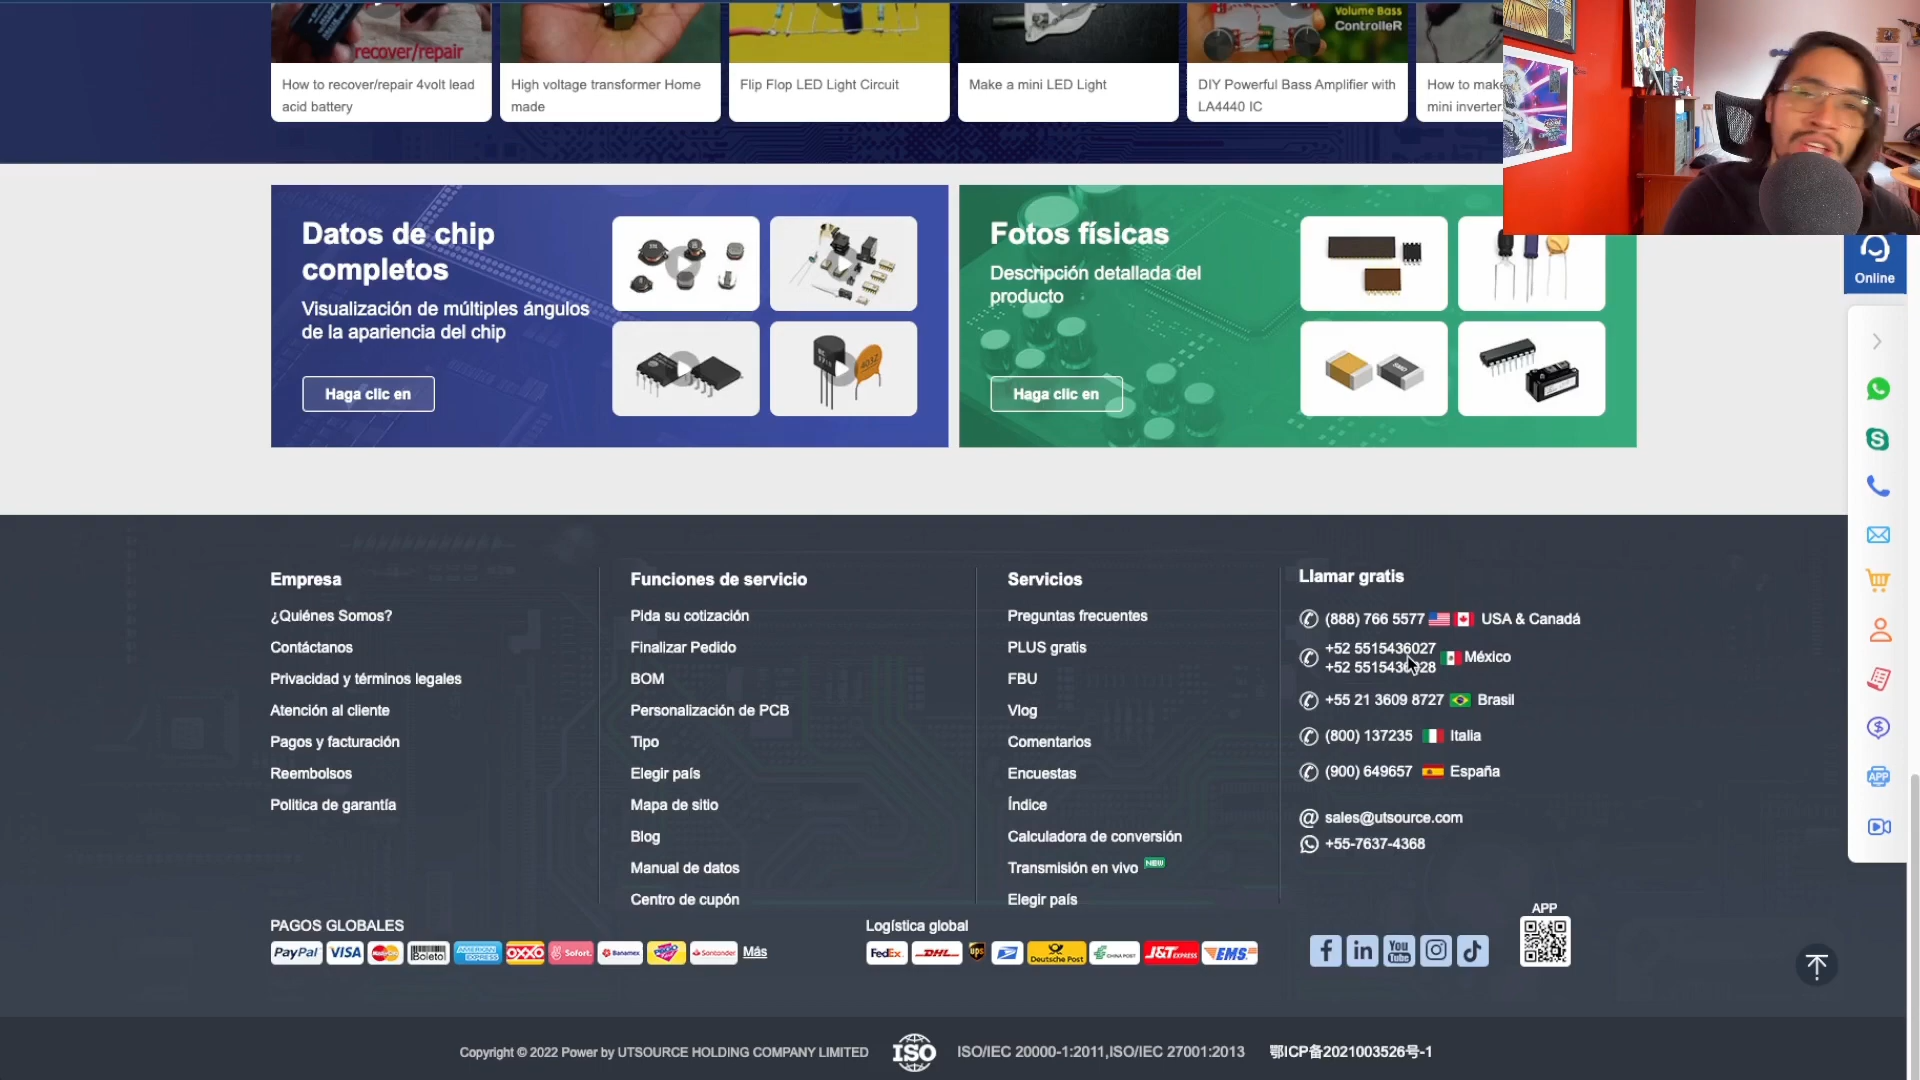 recover/repair
Volume Bass
ControlleR
How to recover/repair 4volt lead
acid battery
High voltage transformer Home
made
Flip Flop LED Light Circuit
Make a mini LED Light
DIY Powerful Bass Amplifier with
LA4440 IC
How to make
mini inverter.
Datos de chip
completos
Visualización de múltiples ángulos
de la apariencia del chip
Haga clic en
Fotos físicas
Descripción detallada del
producto
Haga clic en
Online
Empresa
¿Quiénes Somos?
Contáctanos
Privacidad y términos legales
Atención al cliente
Pagos y facturación
Reembolsos
Politica de garantía
Funciones de servicio
Pida su cotización
Finalizar Pedido
BOM
Personalización de PCB
Tipo
Elegir país
Mapa de sitio
Blog
Manual de datos
Centro de cupón
Servicios
Preguntas frecuentes
PLUS gratis
FBU
Vlog
Comentarios
Encuestas
Índice
Calculadora de conversión
Transmisión en vivo NEW
Elegir país
Llamar gratis
(888) 766 5577 USA & Canadá
+52 5515436027
+52 5515436028
México
+55 21 3609 8727 Brasil
(800) 137235 Italia
(900) 649657 España
@ sales@utsource.com
+55-7637-4368
APP
PAGOS GLOBALES
PayPal VISA MasterCard Boleto AMERICAN EXPRESS OXXO Sofort Banamex Santander Más
Logística global
FedEx DHL ups Deutsche Post CHINA POST J&T EXPRESS EMS
f in You Tube
APP
Copyright © 2022 Power by UTSOURCE HOLDING COMPANY LIMITED ISO ISO/IEC 20000-1:2011,ISO/IEC 27001:2013 鄂ICP备2021003526号-1